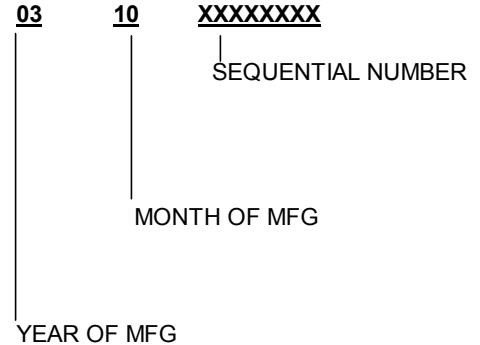 03 10 XXXXXXXX
SEQUENTIAL NUMBER
MONTH OF MFG
YEAR OF MFG